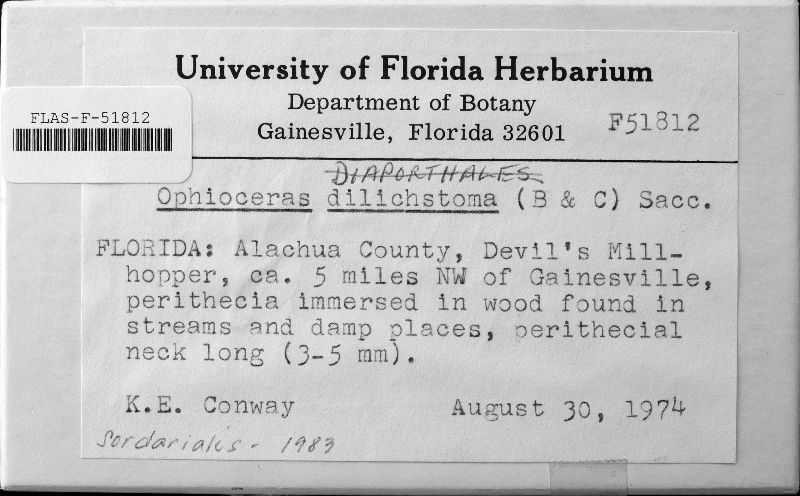 University of Florida Herbarium
Department of Botany
Gainesville, Florida 32601
F51812
FLAS-F-51812
DIAPORTHALES
Ophioceras dilichstoma (B & C) Sacc.
FLORIDA: Alachua County, Devil's Mill-
hopper, ca. 5 miles NW of Gainesville,
perithecia immersed in wood found in
streams and damp places, perithecial
neck long (3-5 mm).
K.E. Conway August 30, 1974
Sordariales - 1983